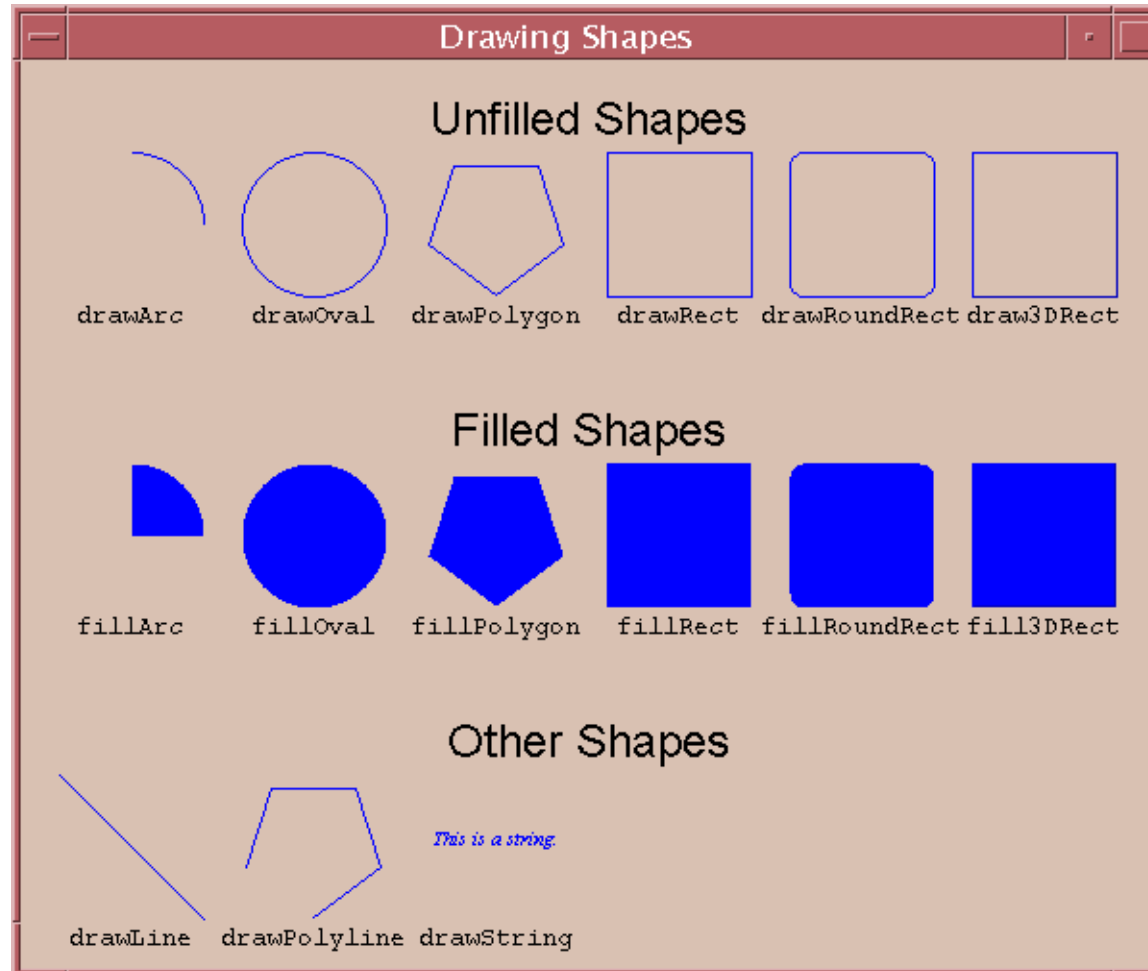 Drawing Shapes
Unfilled Shapes
drawArc drawOval drawPolygon drawRect drawRoundRect draw3DRect
Filled Shapes
fillArc fillOval fillPolygon fillRect fillRoundRect fill3DRect
Other Shapes
This is a string.
drawLine drawPolyline drawString